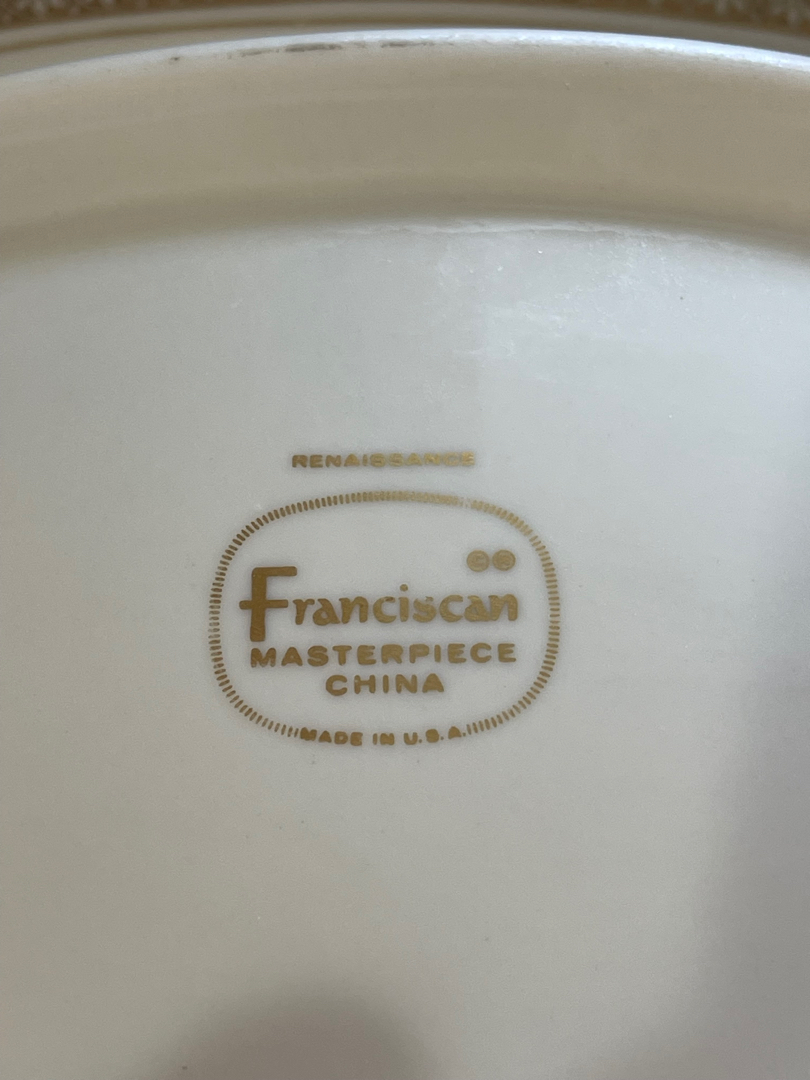 RENAISSANCE
©®
Franciscan
MASTERPIECE
CHINA
MADE IN U.S.A.